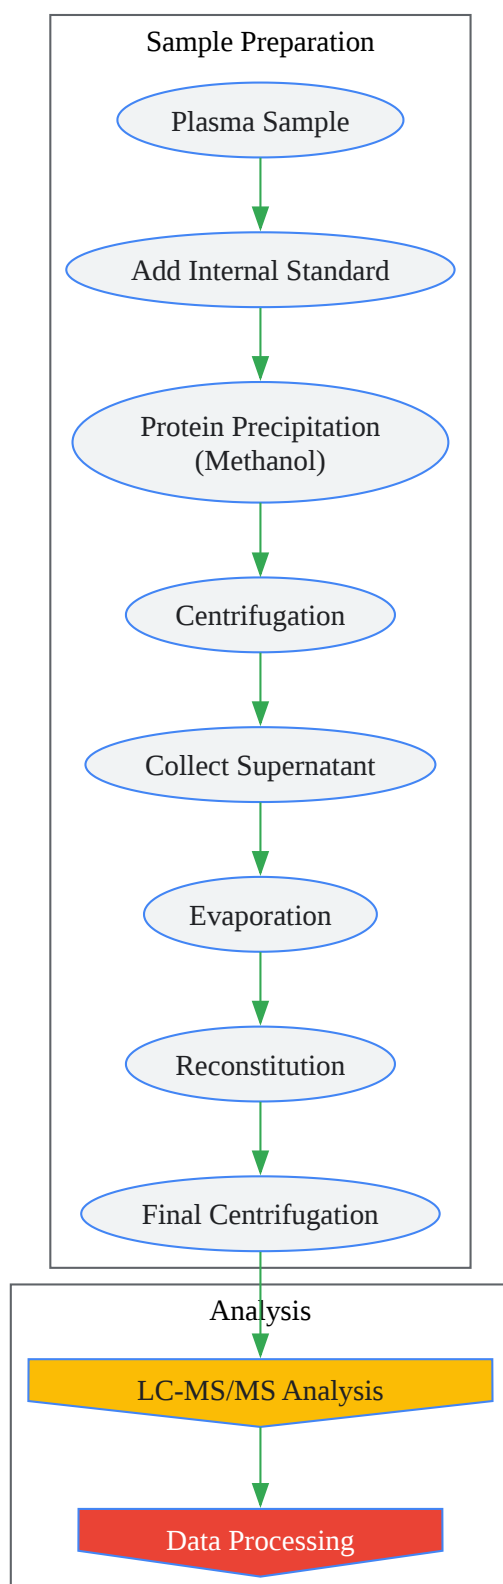 Sample Preparation
Plasma Sample
Add Internal Standard
Protein Precipitation
(Methanol)
Centrifugation
Collect Supernatant
Evaporation
Reconstitution
Final Centrifugation
Analysis
LC-MS/MS Analysis
Data Processing